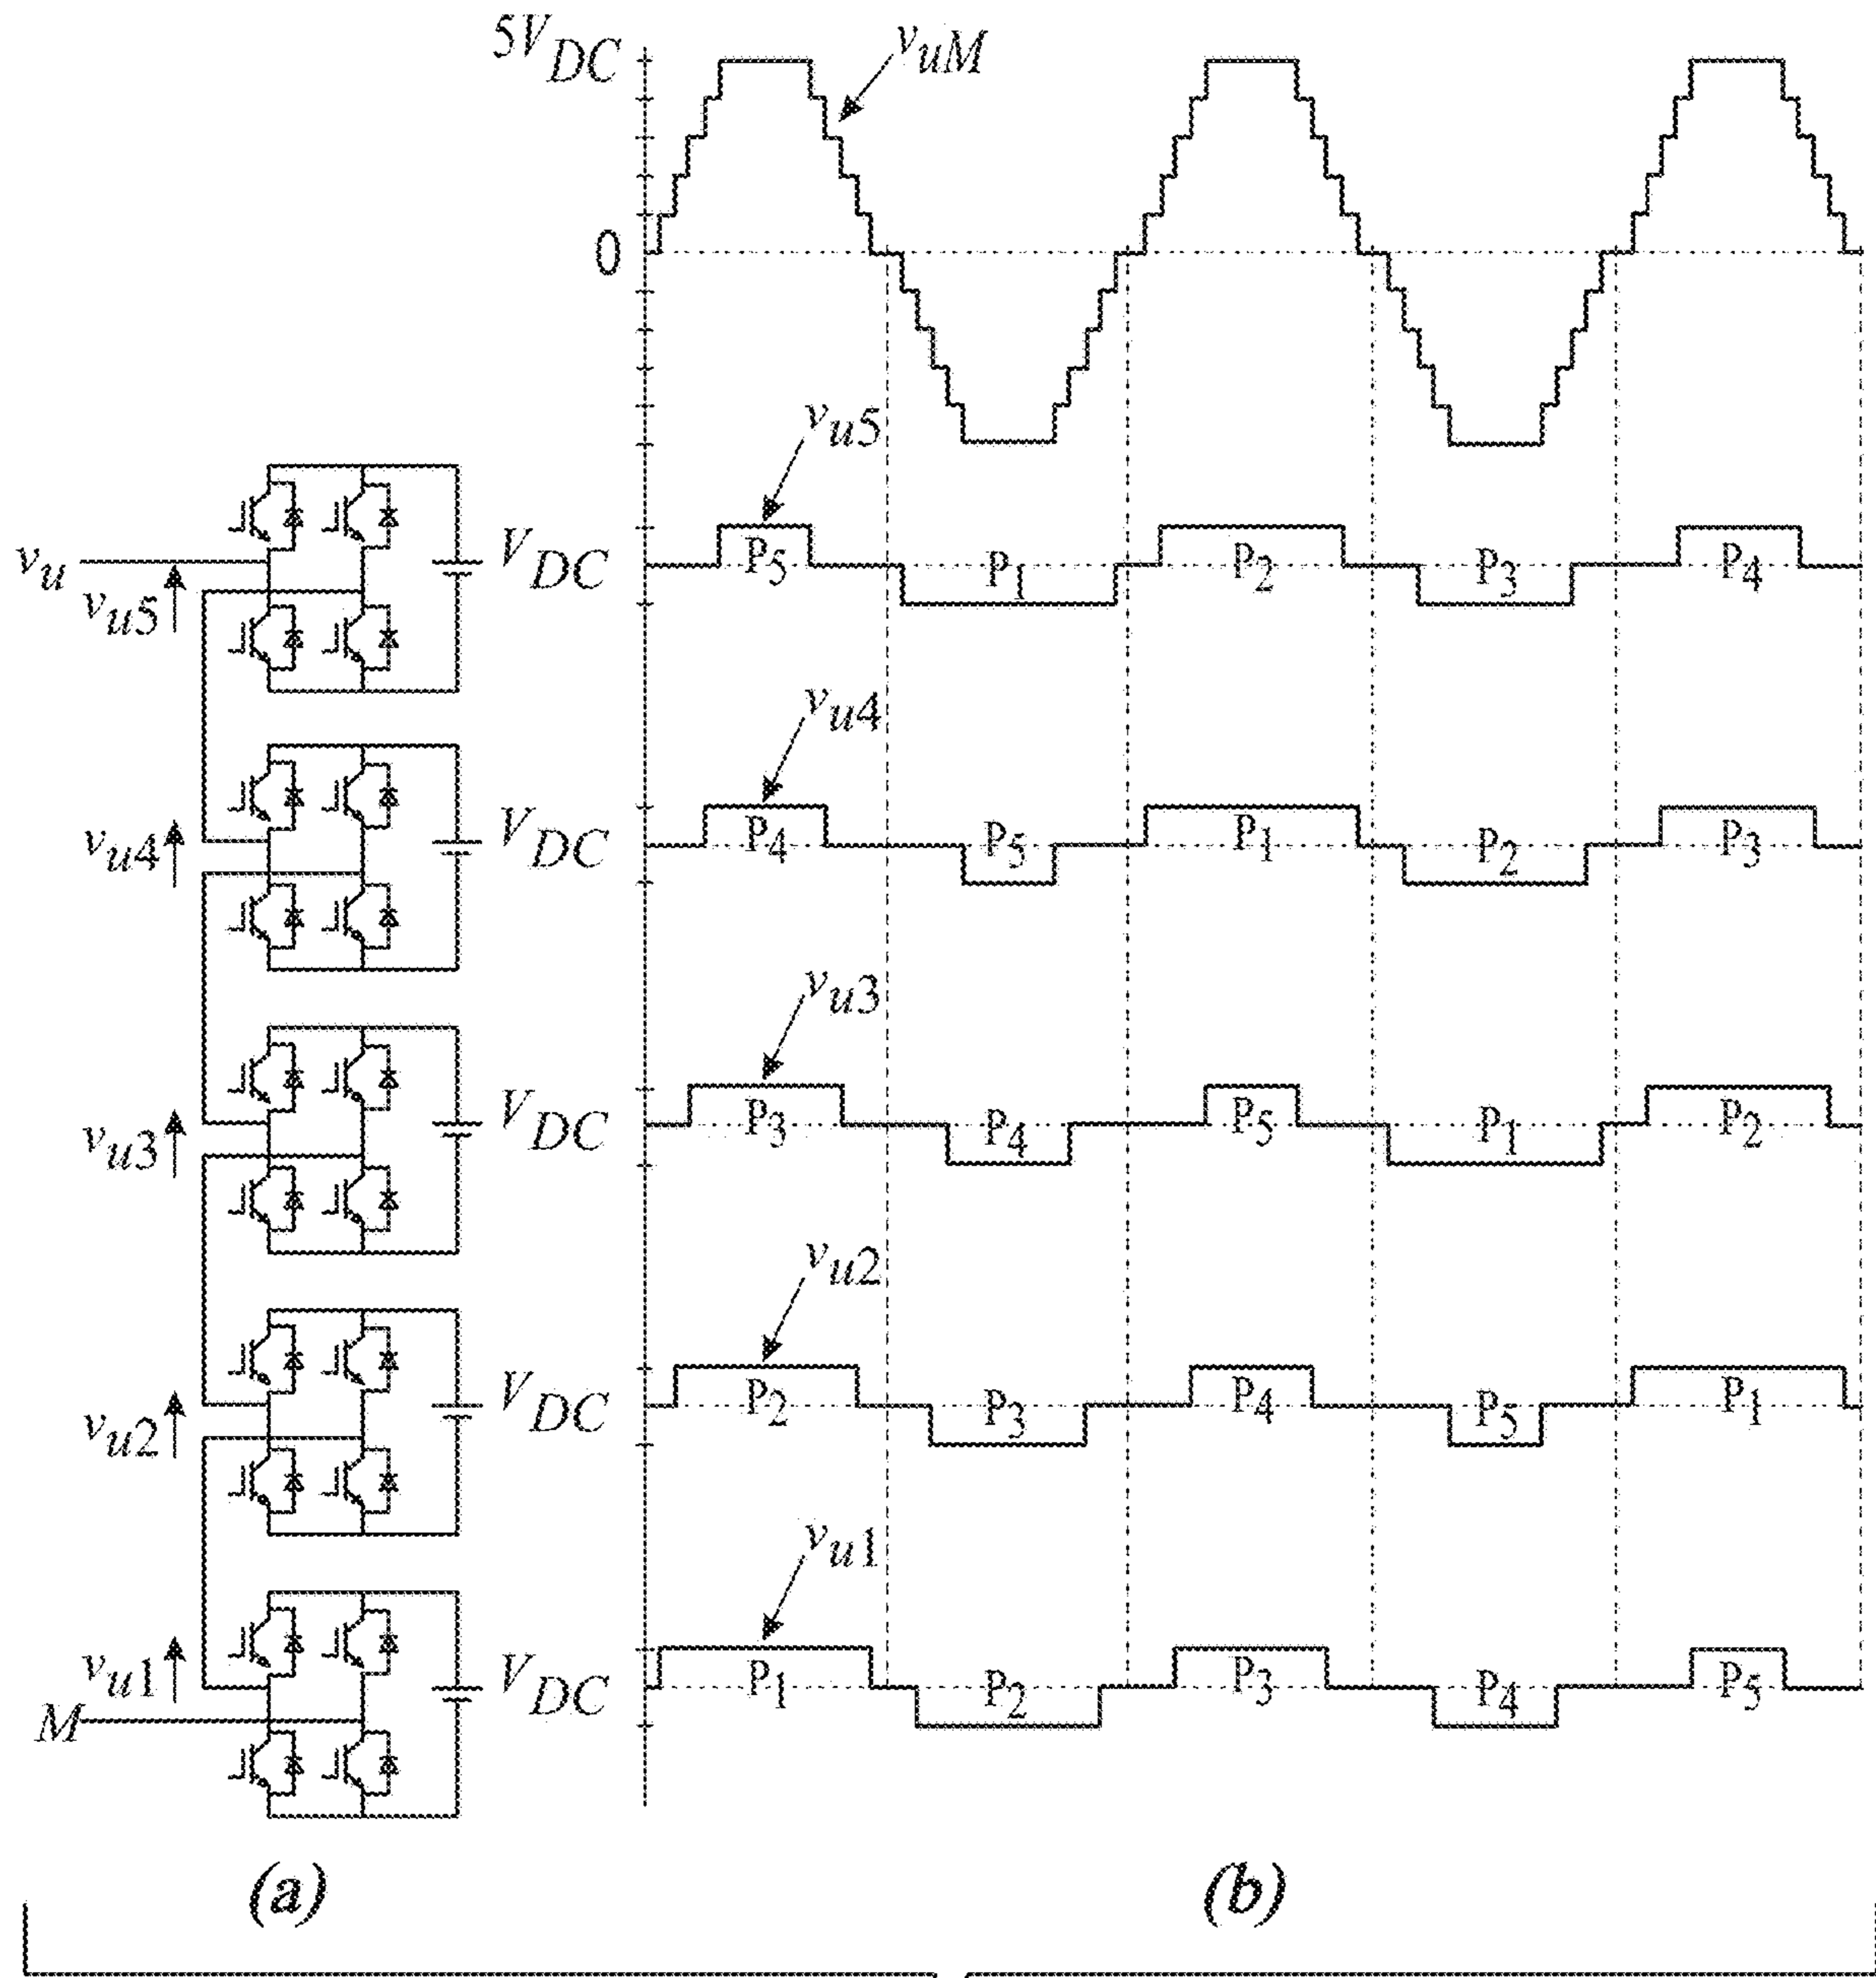 5V_DC
v_uM
0
v_u5
v_u
v_u5
V_DC
P_5 P_1 P_2 P_3 P_4
v_u4
v_u4
V_DC
P_4 P_5 P_1 P_2 P_3
v_u3
v_u3
V_DC
P_3 P_4 P_5 P_1 P_2
v_u2
v_u2
V_DC
P_2 P_3 P_4 P_5 P_1
v_u1
v_u1
M
V_DC
P_1 P_2 P_3 P_4 P_5
(a)
(b)